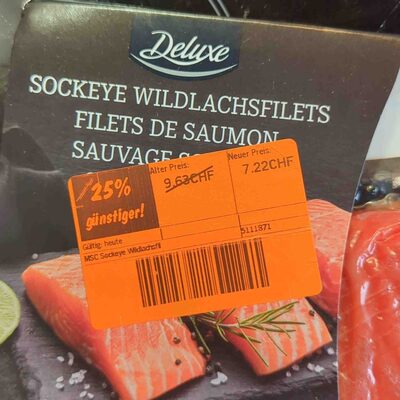 Deluxe
SOCKEYE WILDLACHSFILETS
FILETS DE SAUMON
SAUVAGE
25%
günstiger!
Alter Preis:
9.63CHF
Neuer Preis:
7.22CHF
Gültig: heute
5111871
MSC Sockeye Wildlachsfil